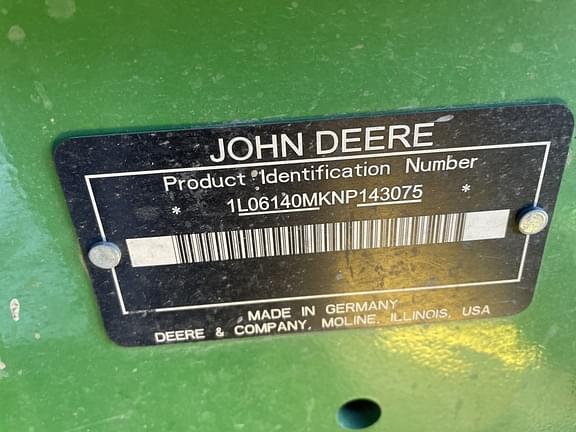 JOHN DEERE
Product Identification Number
* 1L06140MKNP143075 *
MADE IN GERMANY
DEERE & COMPANY, MOLINE, ILLINOIS, USA